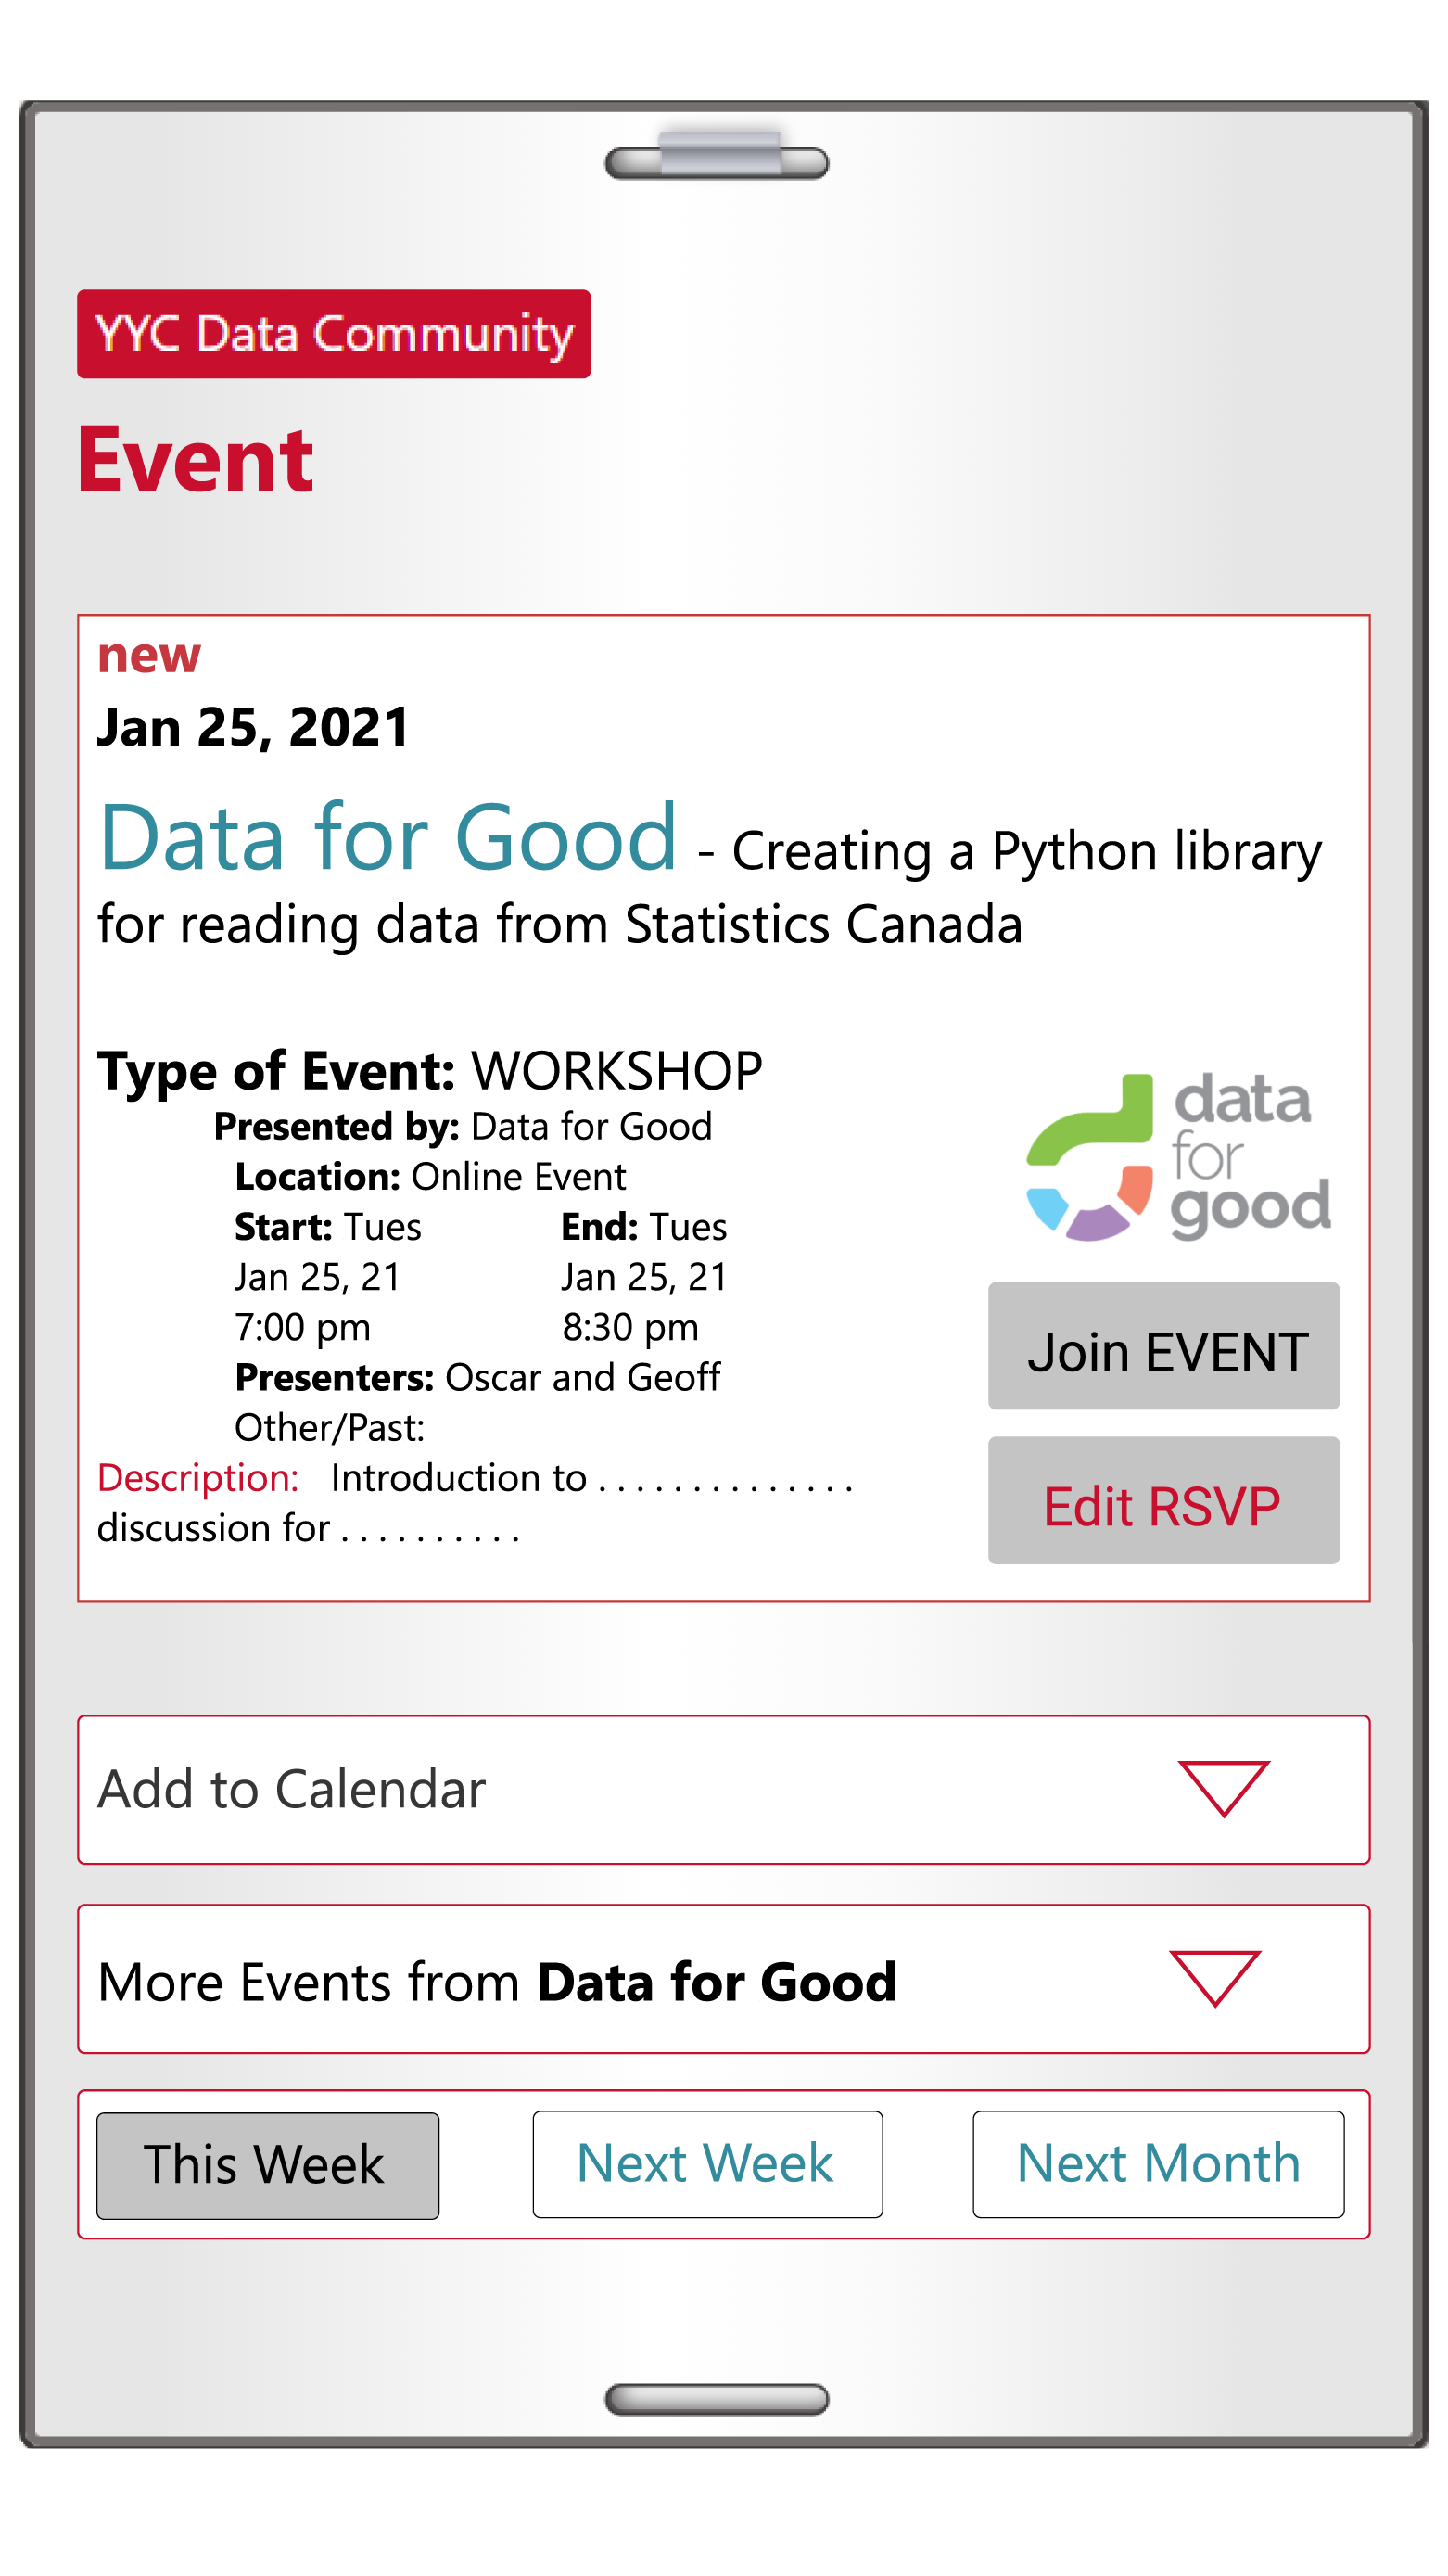 YYC Data Community
Event
new
Jan 25, 2021
Data for Good - Creating a Python library
for reading data from Statistics Canada
Type of Event: WORKSHOP
Presented by: Data for Good
Location: Online Event
Start: Tues End: Tues
Jan 25, 21 Jan 25, 21
7:00 pm 8:30 pm
Presenters: Oscar and Geoff
Other/Past:
Description: Introduction to . . . . . . . . . . . . . .
discussion for . . . . . . . . . .
data
for
good
Join EVENT
Edit RSVP
Add to Calendar
More Events from Data for Good
This Week Next Week Next Month